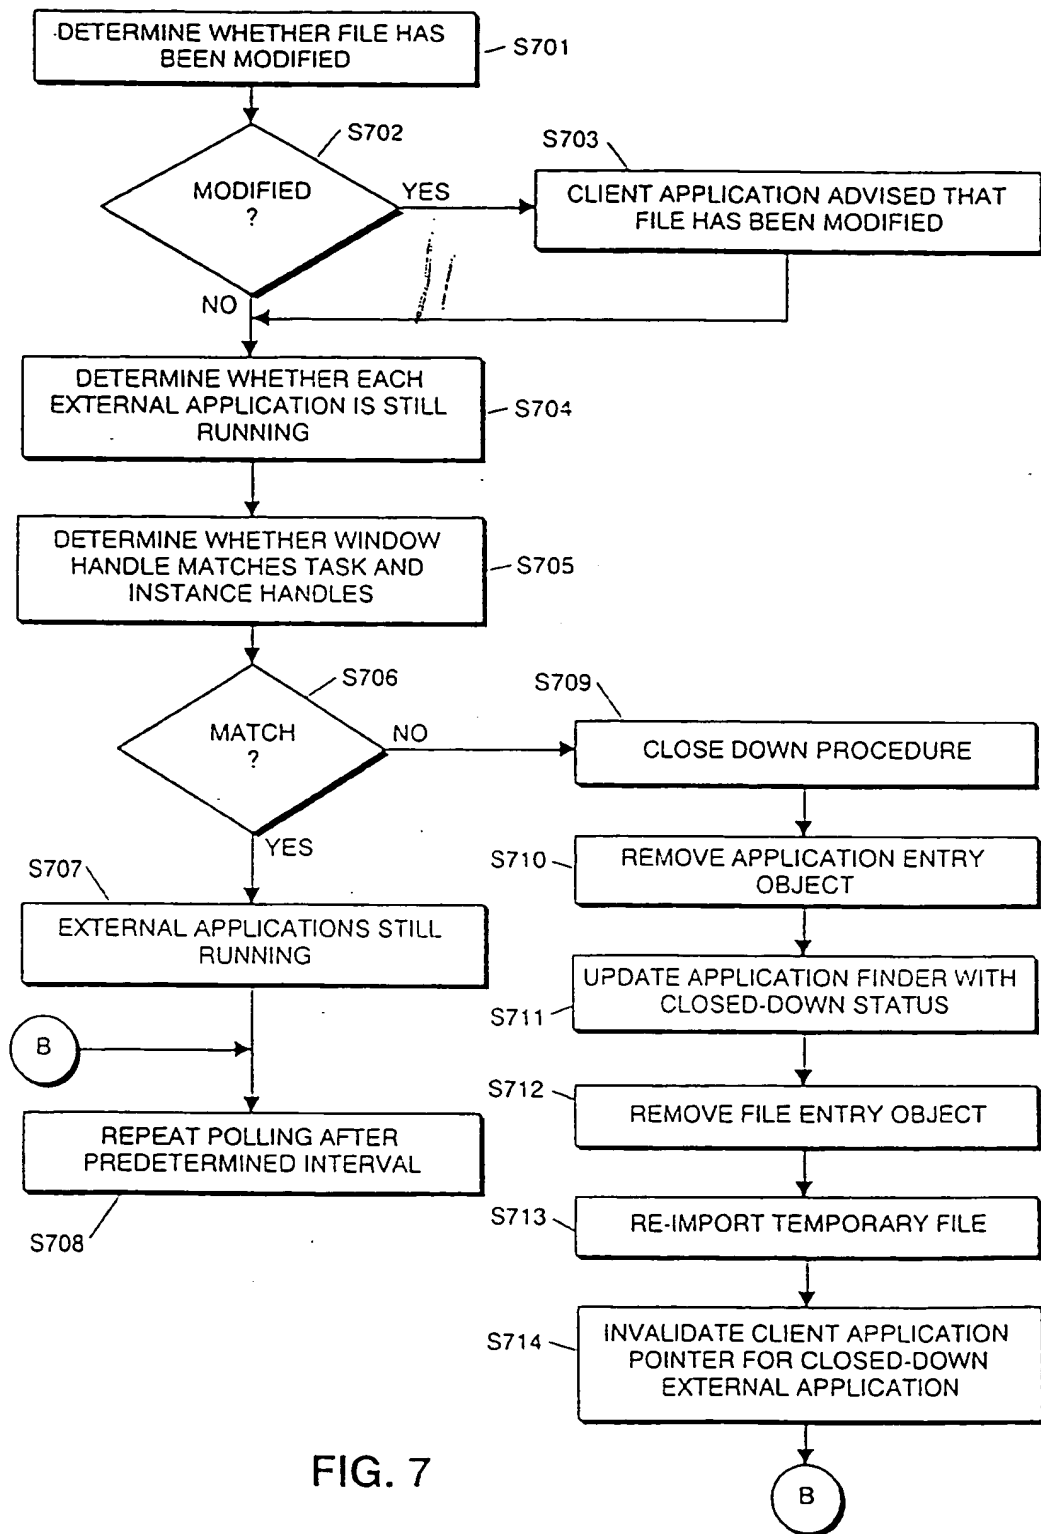 DETERMINE WHETHER FILE HAS
BEEN MODIFIED
S701
S702
MODIFIED
?
YES
NO
S703
CLIENT APPLICATION ADVISED THAT
FILE HAS BEEN MODIFIED
DETERMINE WHETHER EACH
EXTERNAL APPLICATION IS STILL
RUNNING
S704
DETERMINE WHETHER WINDOW
HANDLE MATCHES TASK AND
INSTANCE HANDLES
S705
S706
MATCH
?
NO
YES
S707
EXTERNAL APPLICATIONS STILL
RUNNING
B
REPEAT POLLING AFTER
PREDETERMINED INTERVAL
S708
S709
CLOSE DOWN PROCEDURE
S710
REMOVE APPLICATION ENTRY
OBJECT
S711
UPDATE APPLICATION FINDER WITH
CLOSED-DOWN STATUS
S712
REMOVE FILE ENTRY OBJECT
S713
RE-IMPORT TEMPORARY FILE
S714
INVALIDATE CLIENT APPLICATION
POINTER FOR CLOSED-DOWN
EXTERNAL APPLICATION
B
FIG. 7